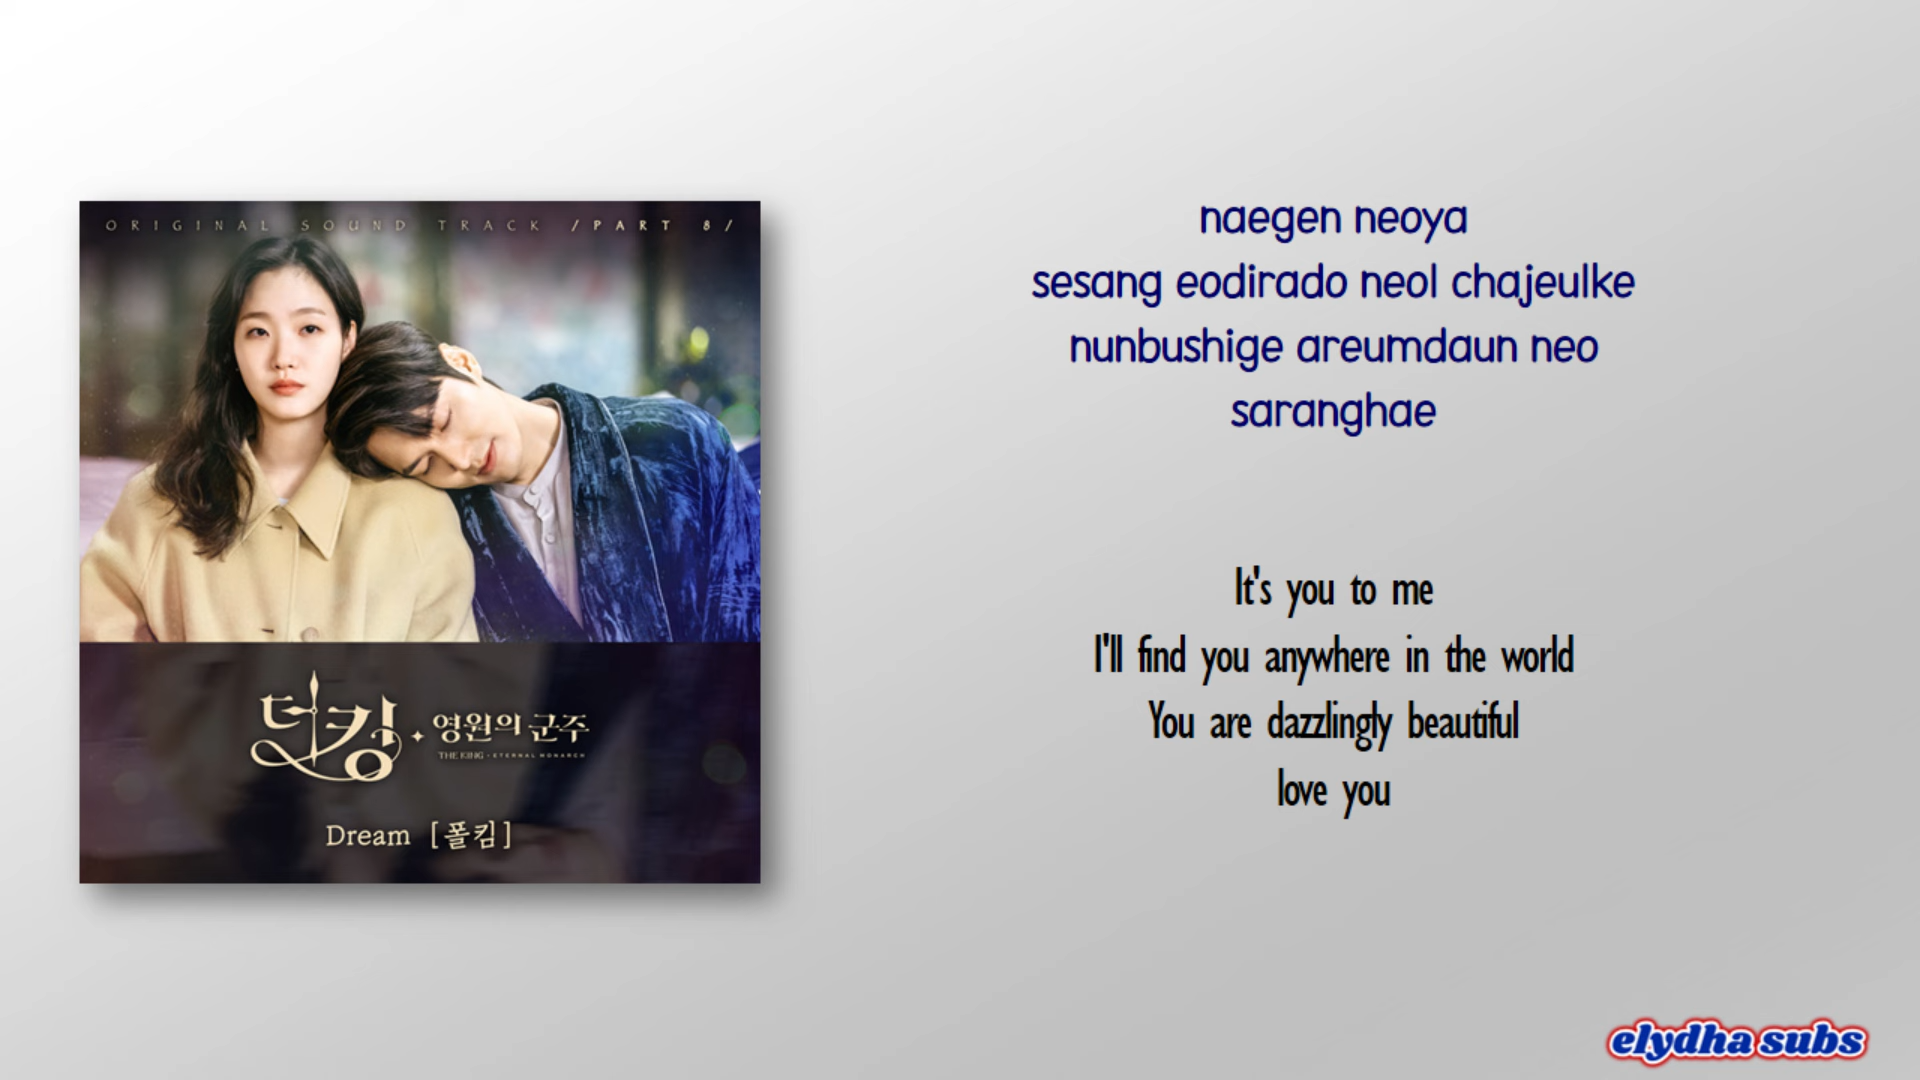 ORIGINAL SOUND TRACK /PART 8/
더킹
영원의 군주
THE KING • ETERNAL MONARCH
Dream [폴킴]
naegen neoya
sesang eodirado neol chajeulke
nunbushige areumdaun neo
saranghae
It's you to me
I'll find you anywhere in the world
You are dazzlingly beautiful
love you
elydha subs